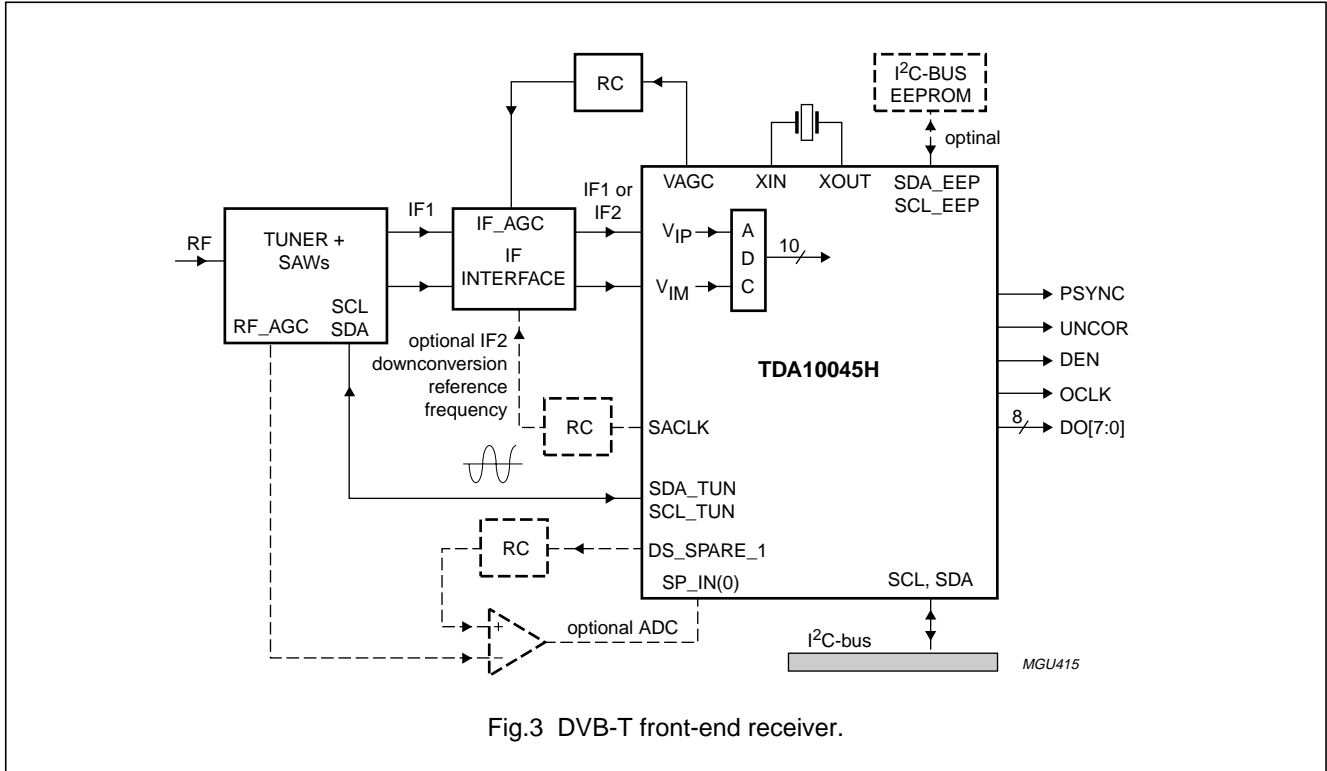 RC
I²C-BUS
EEPROM
optinal
VAGC
XIN
XOUT
SDA_EEP
SCL_EEP
RF
TUNER +
SAWs
SCL
SDA
RF_AGC
IF1
IF_AGC
IF
INTERFACE
IF1 or
IF2
VIP
VIM
A
D
C
10
PSYNC
UNCOR
DEN
OCLK
8
DO[7:0]
TDA10045H
optional IF2
downconversion
reference
frequency
RC
SACLK
SDA_TUN
SCL_TUN
RC
DS_SPARE_1
SP_IN(0)
SCL, SDA
+
−
optional ADC
I²C-bus
MGU415
Fig.3 DVB-T front-end receiver.